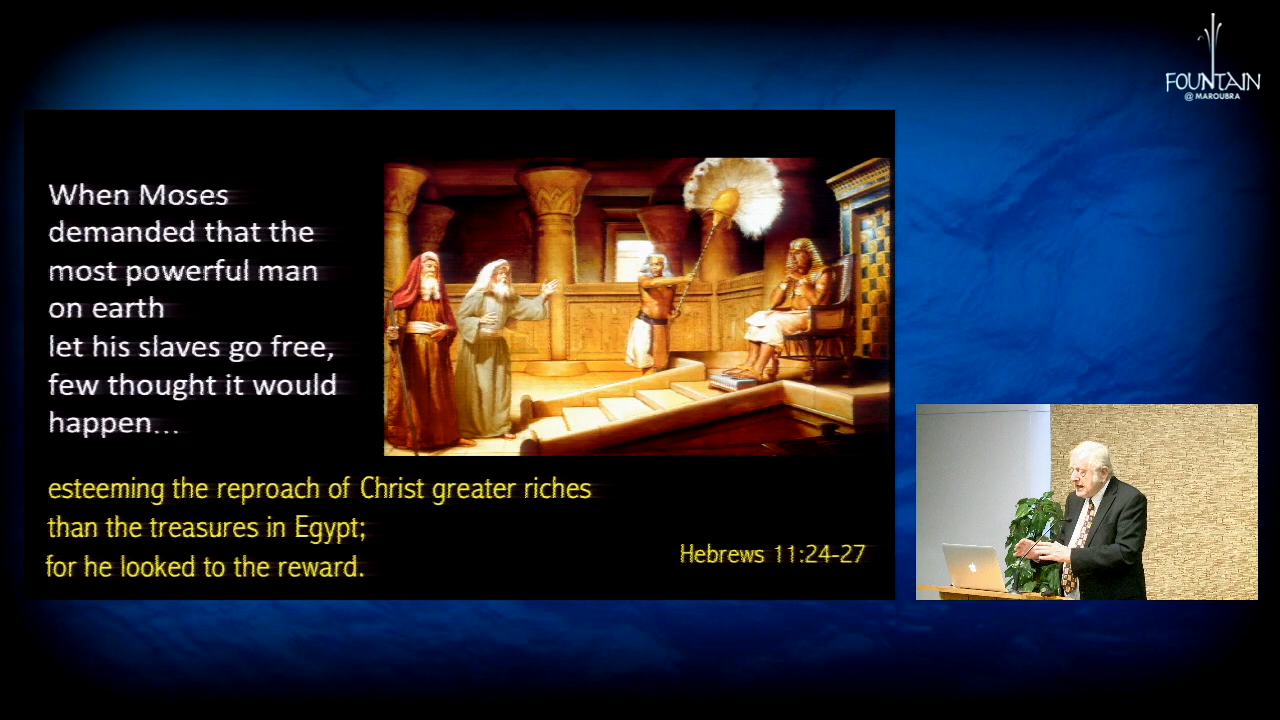 FOUNTAIN
@ MAROUBRA
When Moses
demanded that the
most powerful man
on earth
let his slaves go free,
few thought it would
happen...
esteeming the reproach of Christ greater riches
than the treasures in Egypt;
for he looked to the reward.
Hebrews 11:24-27